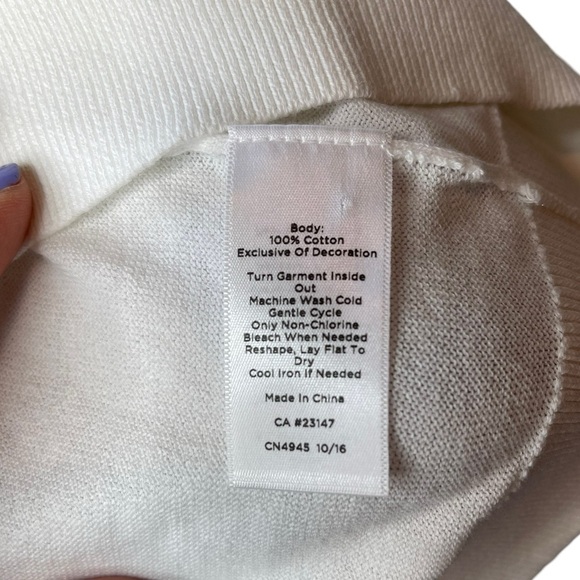 Body:
100% Cotton
Exclusive Of Decoration
Turn Garment Inside
Out
Machine Wash Cold
Gentle Cycle
Only Non-Chlorine
Bleach When Needed
Reshape, Lay Flat To
Dry
Cool Iron If Needed
Made In China
CA #23147
CN4945 10/16